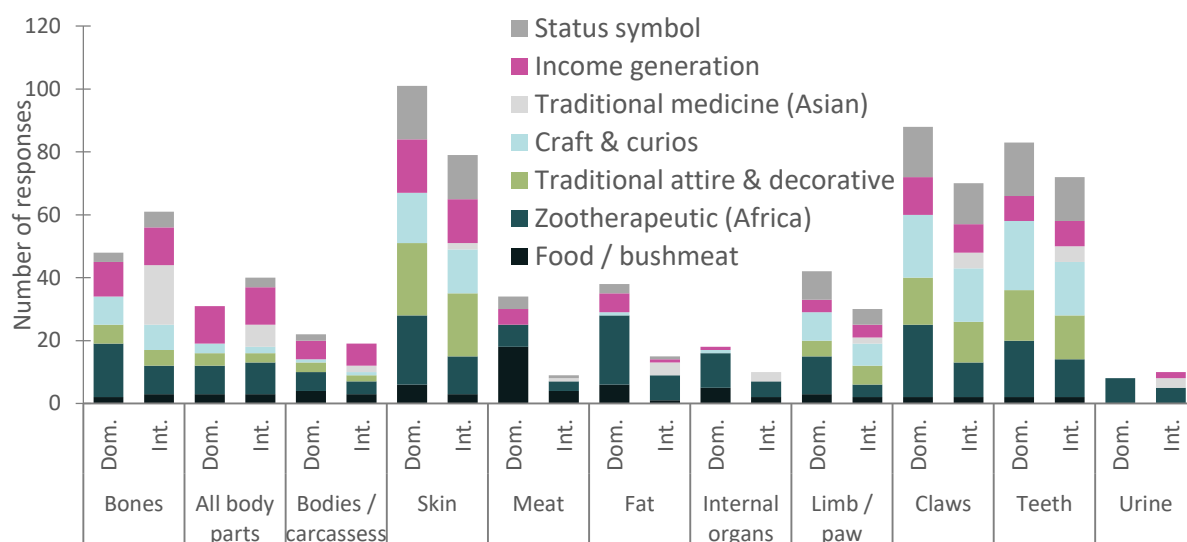 120
100
80
60
40
20
0
Number of responses
Status symbol
Income generation
Traditional medicine (Asian)
Craft & curios
Traditional attire & decorative
Zootherapeutic (Africa)
Food / bushmeat
Dom. Int. Dom. Int. Dom. Int. Dom. Int. Dom. Int. Dom. Int. Dom. Int. Dom. Int. Dom. Int. Dom. Int. Dom. Int.
Bones All body Bodies / Skin Meat Fat Internal Limb / Claws Teeth Urine
parts carcassess organs paw